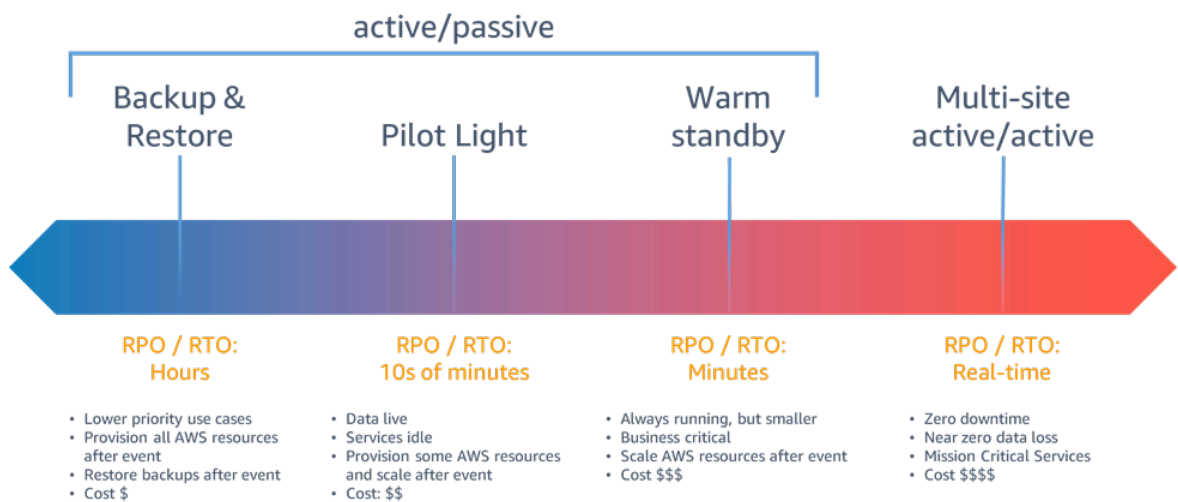 active/passive
Backup &
Restore
Pilot Light
Warm
standby
Multi-site
active/active
RPO / RTO:
Hours
• Lower priority use cases
• Provision all AWS resources
after event
• Restore backups after event
• Cost $
RPO / RTO:
10s of minutes
• Data live
• Services idle
• Provision some AWS resources
and scale after event
• Cost: $$
RPO / RTO:
Minutes
• Always running, but smaller
• Business critical
• Scale AWS resources after event
• Cost $$$
RPO / RTO:
Real-time
• Zero downtime
• Near zero data loss
• Mission Critical Services
• Cost $$$$